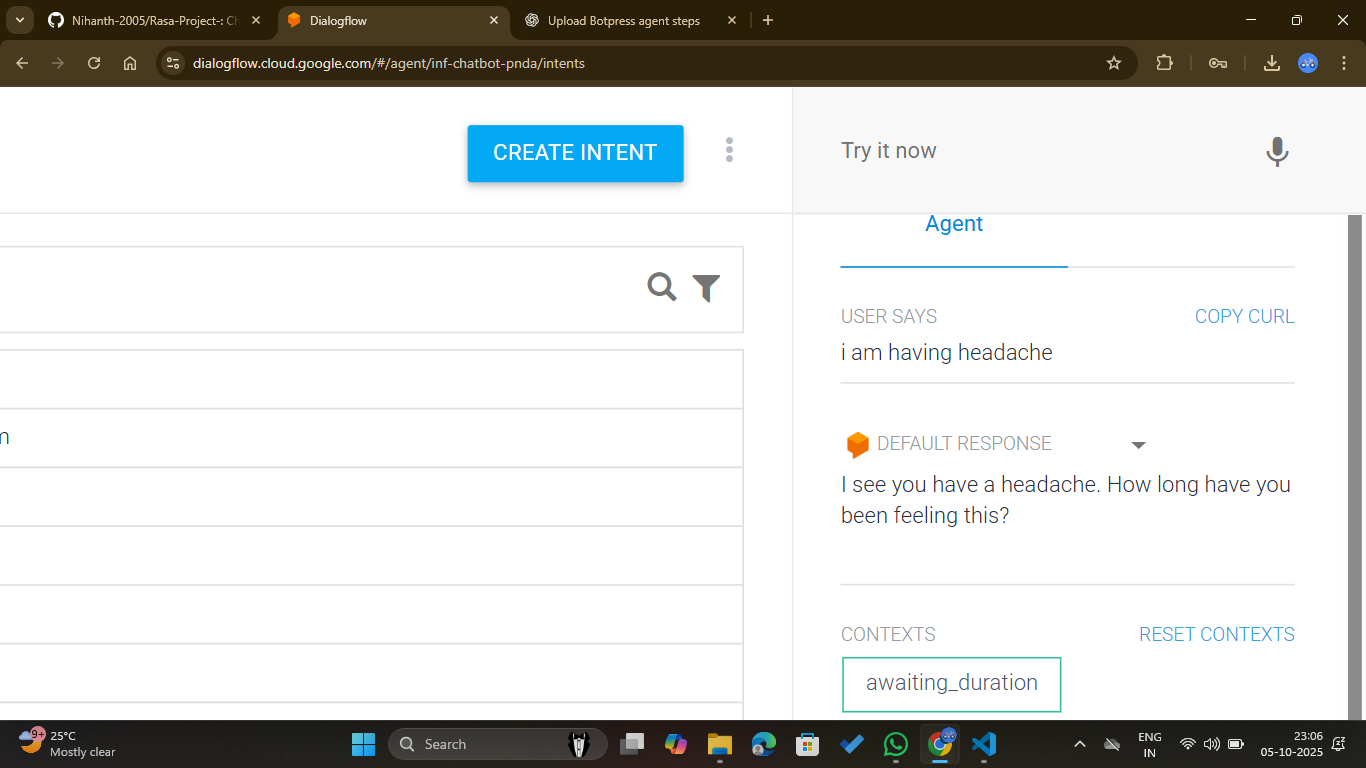 Nihanth-2005/Rasa-Project-: Ch
Dialogflow
Upload Botpress agent steps
dialogflow.cloud.google.com/#/agent/inf-chatbot-pnda/intents
CREATE INTENT
Try it now
Agent
USER SAYS COPY CURL
i am having headache
DEFAULT RESPONSE
I see you have a headache. How long have you
been feeling this?
CONTEXTS RESET CONTEXTS
awaiting_duration
9+
25°C
Mostly clear
Search
ENG
IN
23:06
05-10-2025